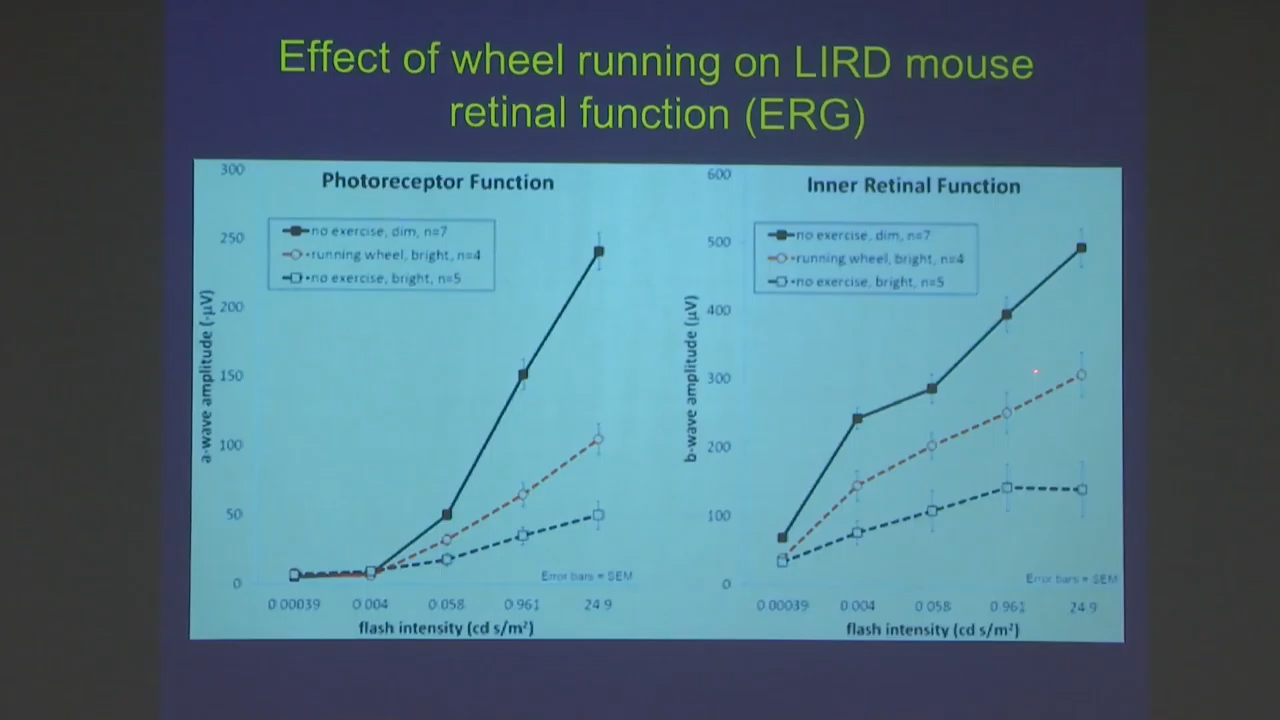 Effect of wheel running on LIRD mouse
retinal function (ERG)
Photoreceptor Function
no exercise, dim, n=7
running wheel, bright, n=4
no exercise, bright, n=5
a-wave amplitude (-µV)
300
250
200
150
100
50
0
Error bars = SEM
0.00039 0.004 0.058 0.961 24.9
flash intensity (cd s/m²)
Inner Retinal Function
no exercise, dim, n=7
running wheel, bright, n=4
no exercise, bright, n=5
b-wave amplitude (µV)
600
500
400
300
200
100
0
Error bars = SEM
0.00039 0.004 0.058 0.961 24.9
flash intensity (cd s/m²)